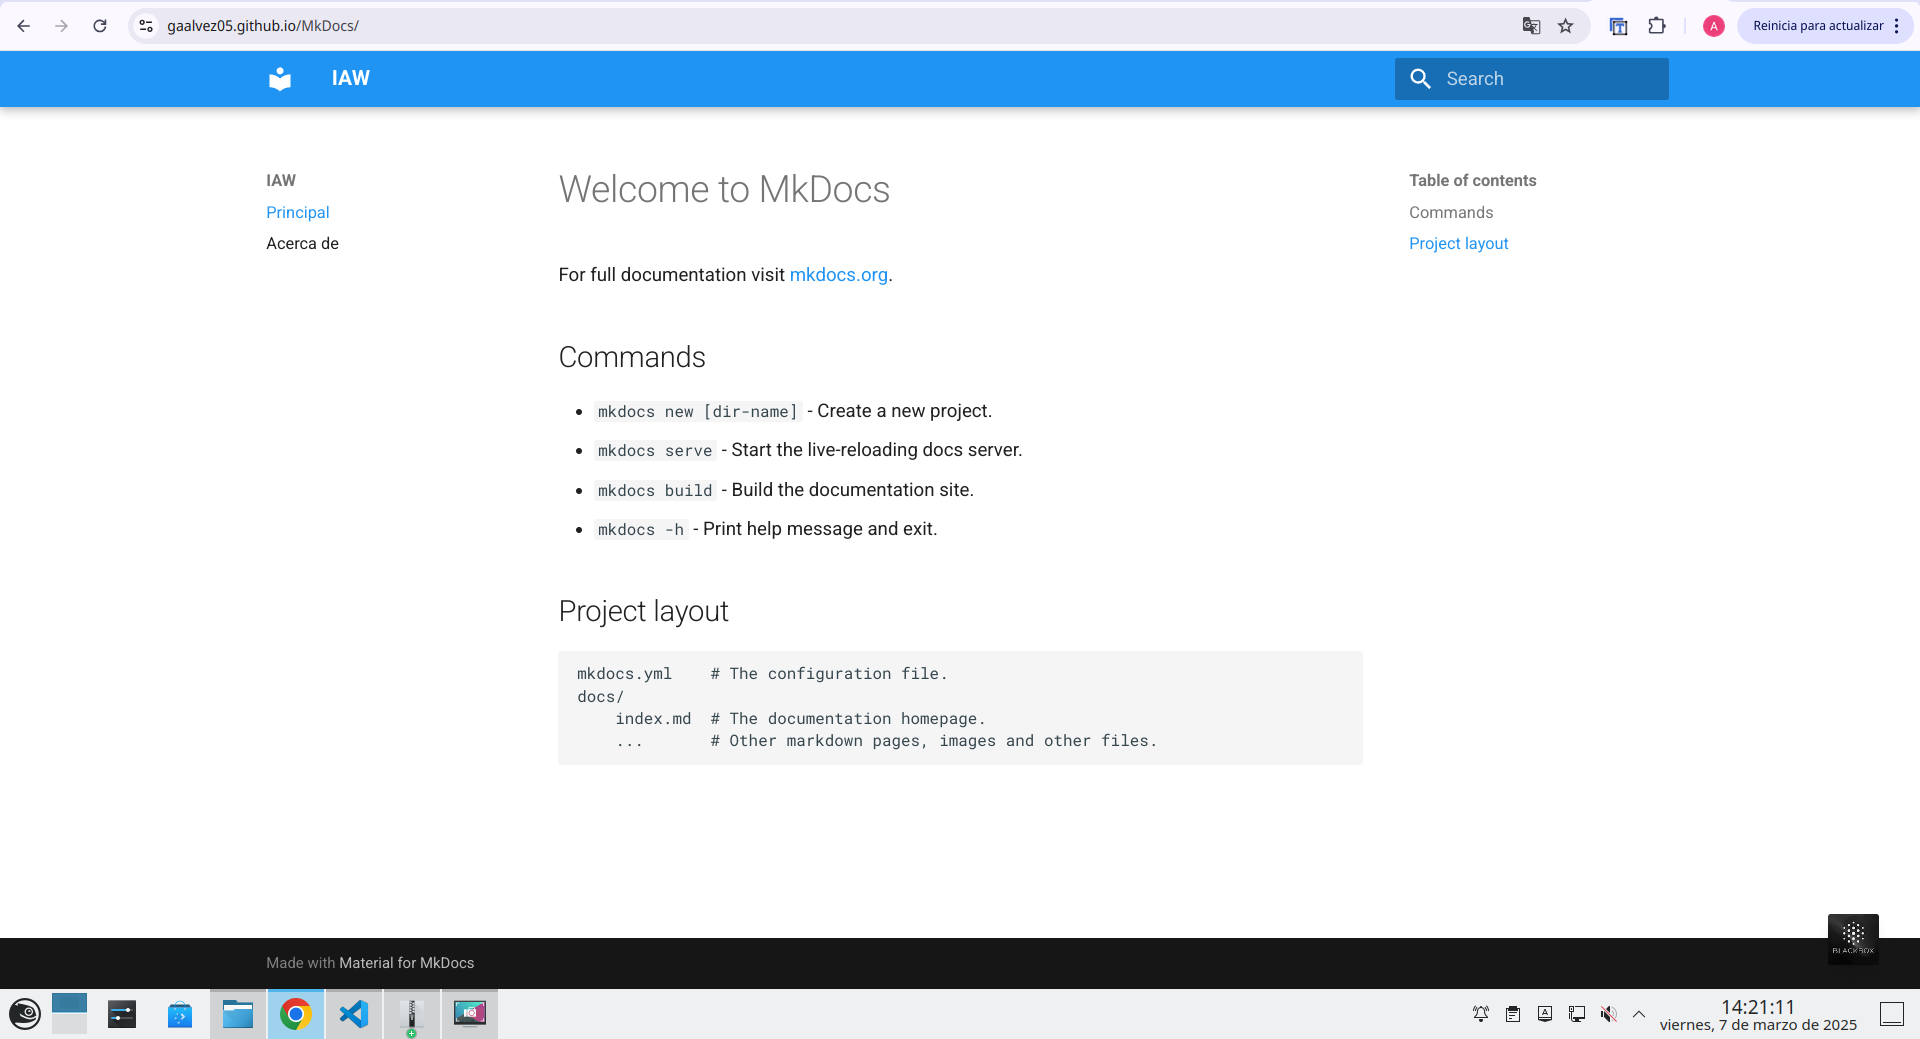 gaalvez05.github.io/MkDocs/
A
Reinicia para actualizar
IAW
Search
IAW
Principal
Acerca de
Welcome to MkDocs
For full documentation visit mkdocs.org.
Commands
mkdocs new [dir-name] - Create a new project.
mkdocs serve - Start the live-reloading docs server.
mkdocs build - Build the documentation site.
mkdocs -h - Print help message and exit.
Project layout
mkdocs.yml    # The configuration file.
docs/
    index.md  # The documentation homepage.
    ...       # Other markdown pages, images and other files.
Table of contents
Commands
Project layout
BLACKBOX
Made with Material for MkDocs
14:21:11
viernes, 7 de marzo de 2025